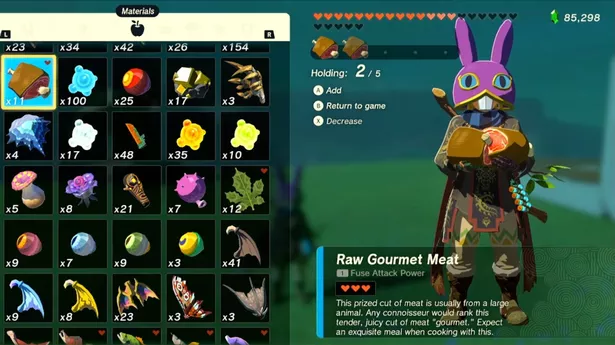 Materials
L
R
x23 x34 x42 x26 x154
x11 x100 x25 x17 x3
x4 x17 x48 x35 x10
x5 x8 x21 x7 x12
x9 x7 x9 x3 x41
x9 x8 x23 x3 x3
85,298
Holding: 2 / 5
A Add
B Return to game
X Decrease
Raw Gourmet Meat
1 Fuse Attack Power
This prized cut of meat is usually from a large
animal. Any connoisseur would rank this
tender, juicy cut of meat "gourmet." Expect
an exquisite meal when cooking with this.